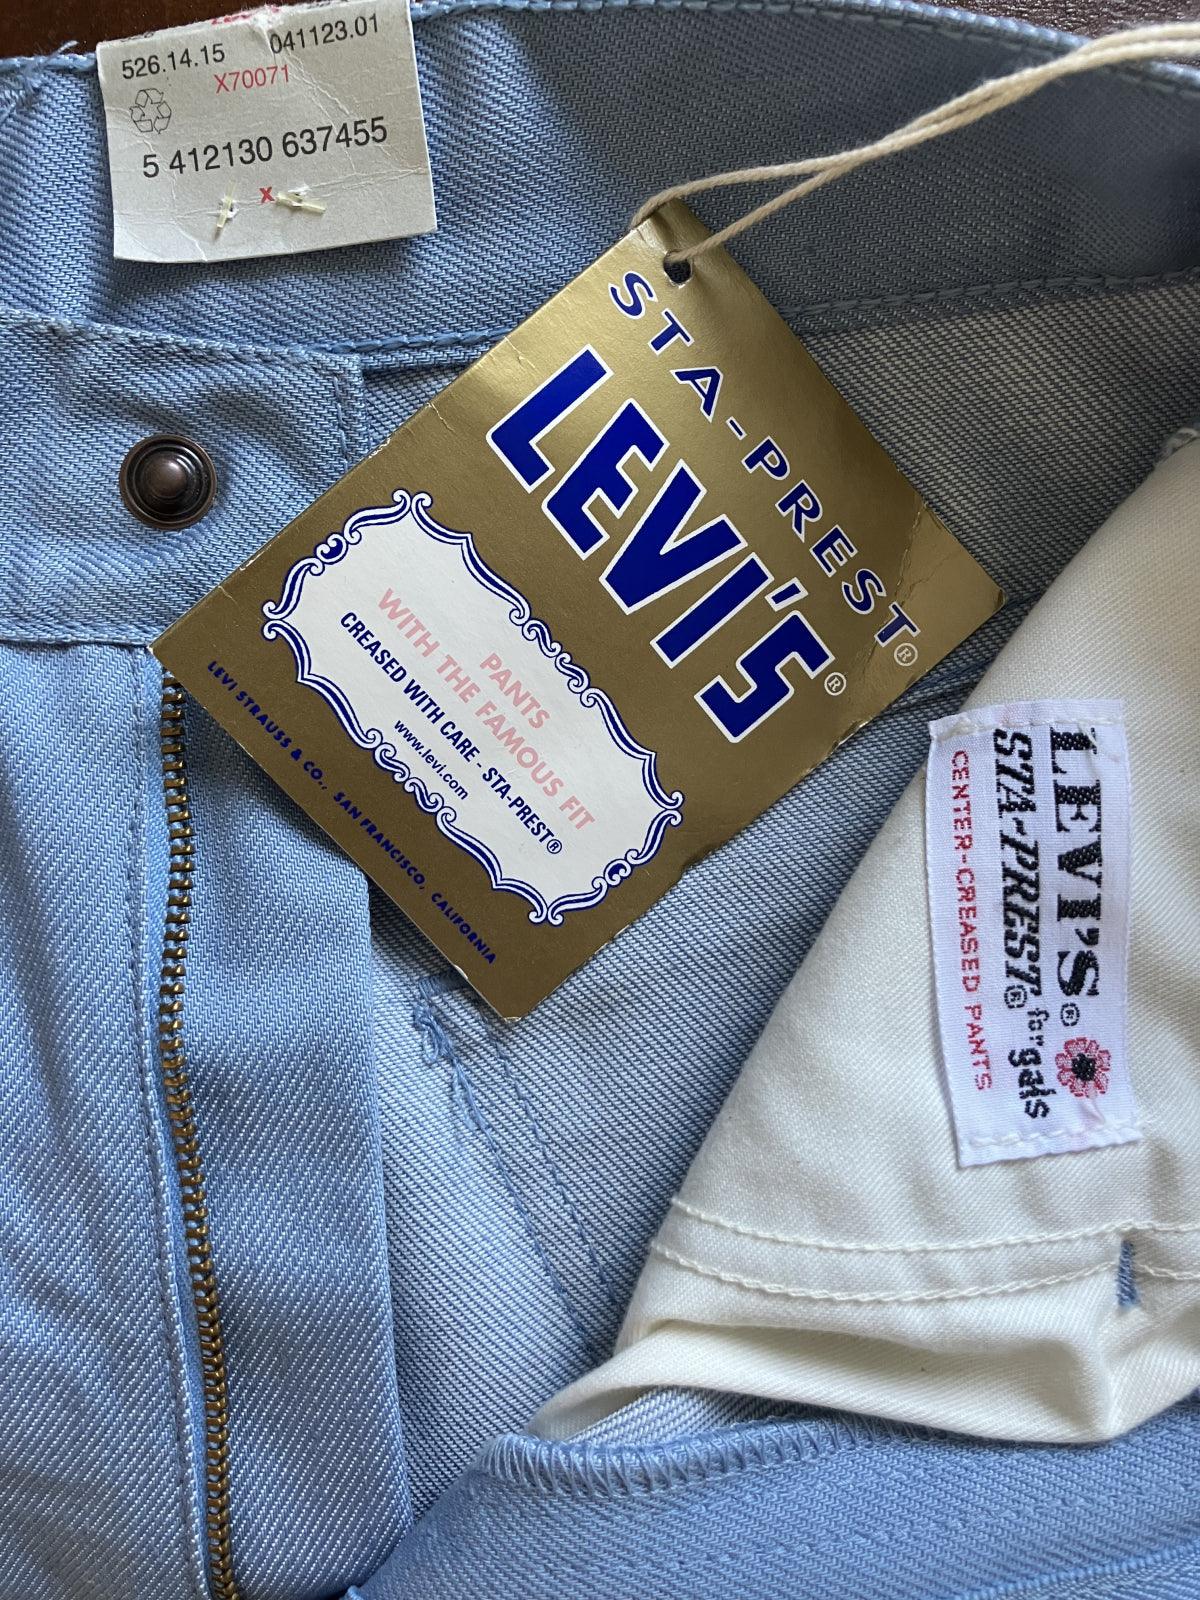 526.14.15 041123.01
X70071
5 412130 637455
x
STA-PREST®
LEVI'S®
PANTS
WITH THE FAMOUS FIT
CREASED WITH CARE - STA-PREST®
www.levi.com
LEVI STRAUSS & CO., SAN FRANCISCO, CALIFORNIA
LEVI'S®
STA-PREST® for gals
CENTER-CREASED PANTS